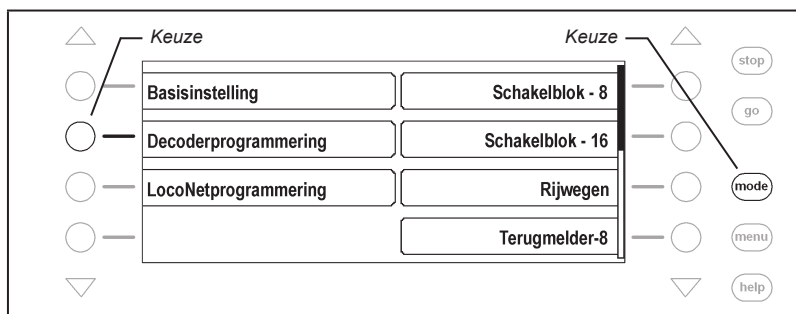 Keuze Keuze
stop
Basisinstelling Schakelblok - 8
go
Decoderprogrammering Schakelblok - 16
LocoNetprogrammering Rijwegen mode
Terugmelder-8 menu
help